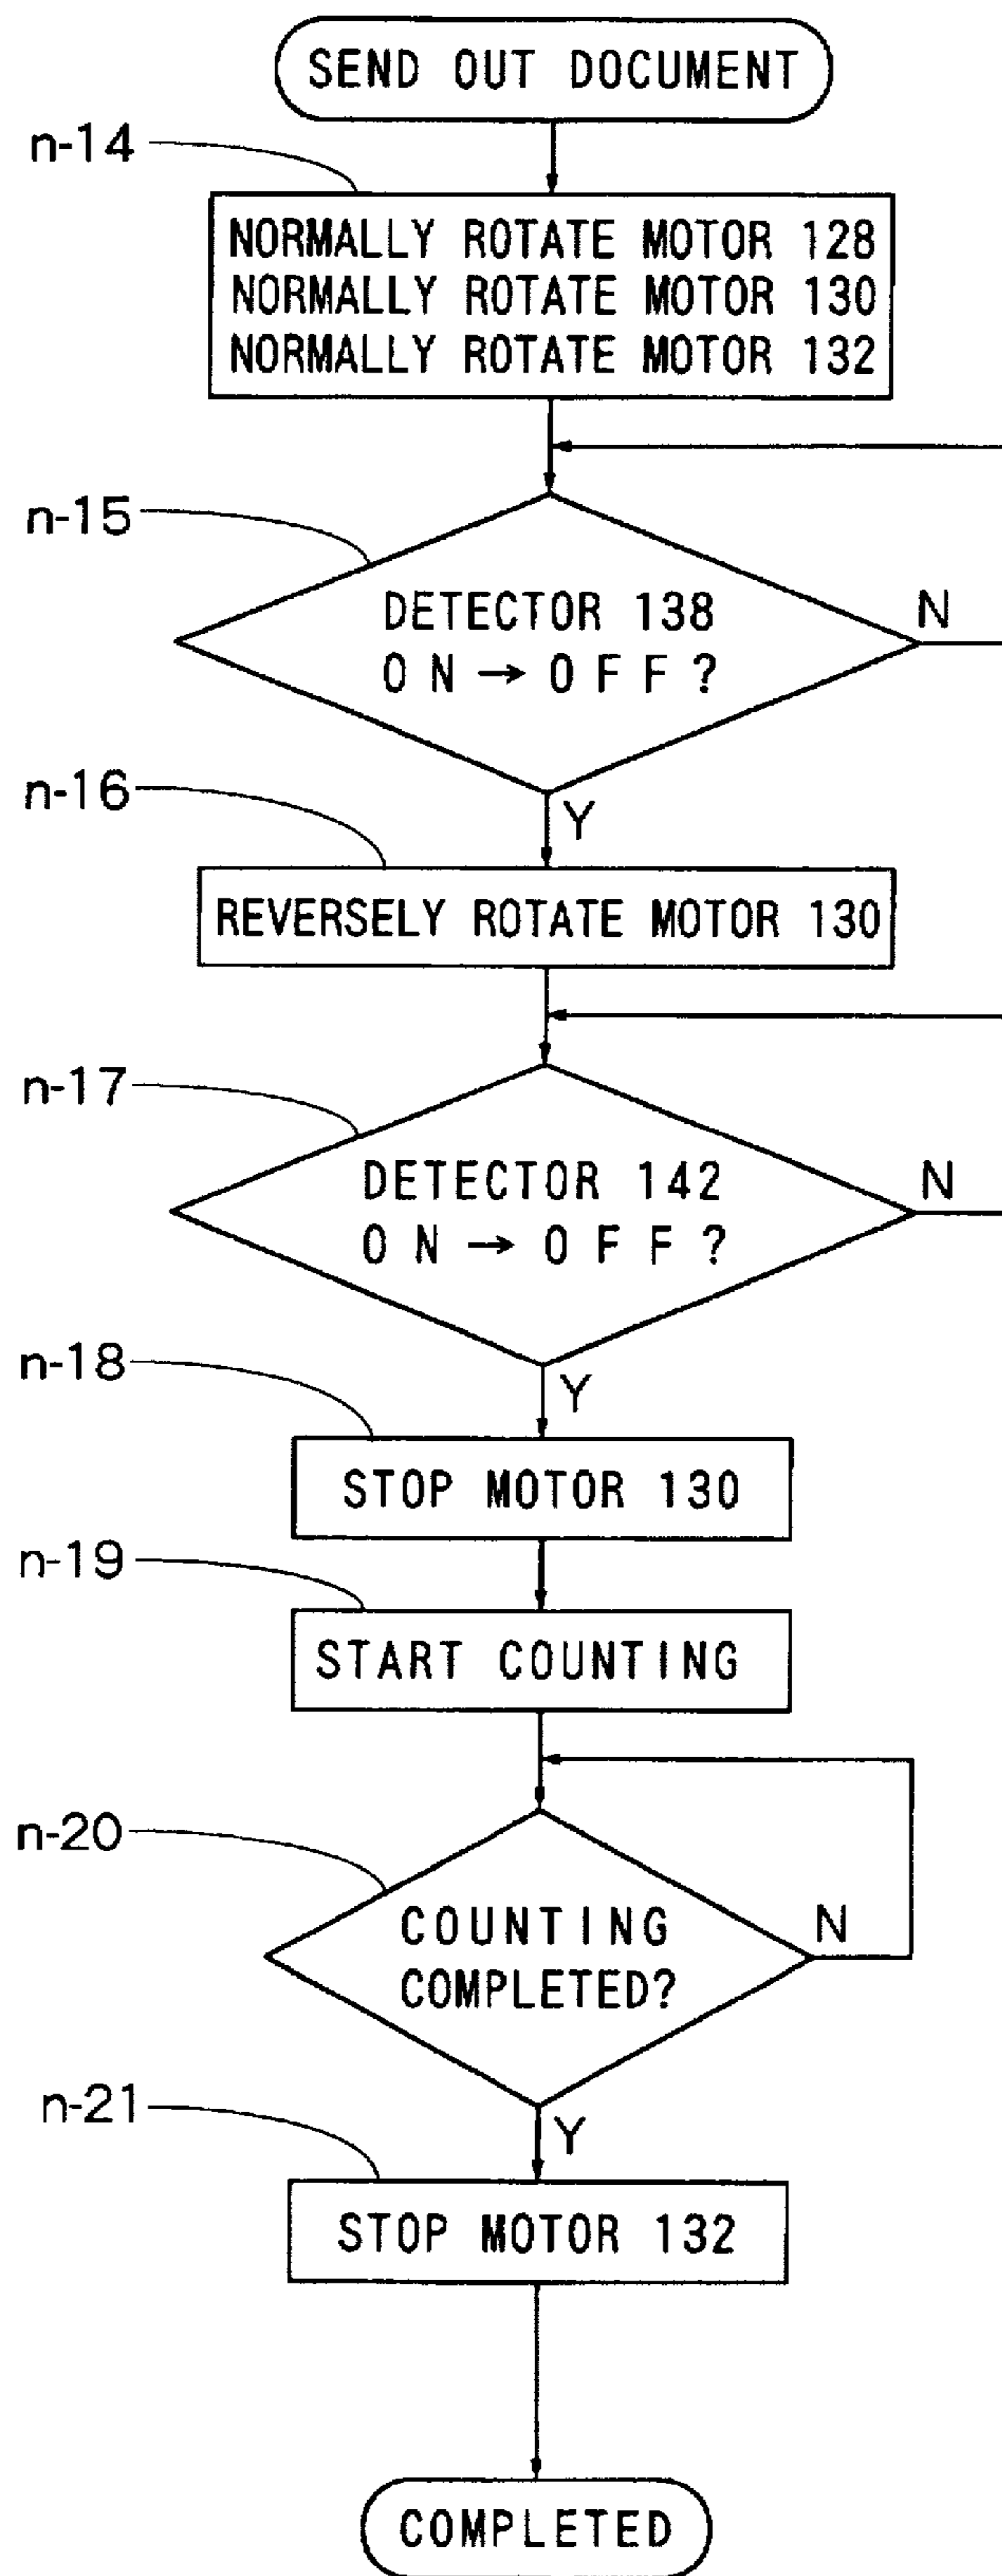 SEND OUT DOCUMENT
n-14
NORMALLY ROTATE MOTOR 128
NORMALLY ROTATE MOTOR 130
NORMALLY ROTATE MOTOR 132
n-15
DETECTOR 138
ON → OFF?
N
Y
n-16
REVERSELY ROTATE MOTOR 130
n-17
DETECTOR 142
ON → OFF?
N
Y
n-18
STOP MOTOR 130
n-19
START COUNTING
n-20
COUNTING
COMPLETED?
N
Y
n-21
STOP MOTOR 132
COMPLETED